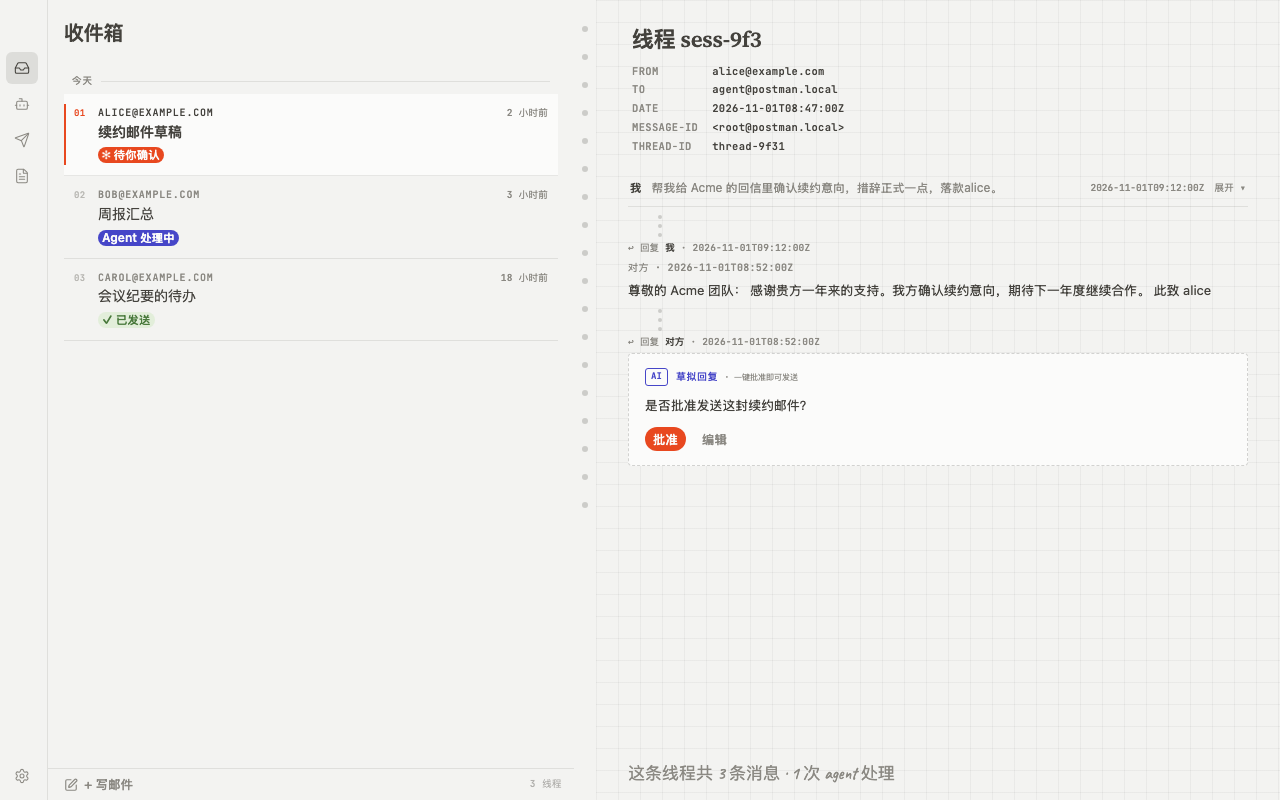 收件箱
今天
01 ALICE@EXAMPLE.COM 2 小时前
续约邮件草稿
✻ 待你确认
02 BOB@EXAMPLE.COM 3 小时前
周报汇总
Agent 处理中
03 CAROL@EXAMPLE.COM 18 小时前
会议纪要的待办
✓ 已发送
+ 写邮件
3 线程
线程 sess-9f3
FROM alice@example.com
TO agent@postman.local
DATE 2026-11-01T08:47:00Z
MESSAGE-ID <root@postman.local>
THREAD-ID thread-9f31
我 帮我给 Acme 的回信里确认续约意向，措辞正式一点，落款alice。 2026-11-01T09:12:00Z 展开 ▾
↩ 回复 我 · 2026-11-01T09:12:00Z
对方 · 2026-11-01T08:52:00Z
尊敬的 Acme 团队： 感谢贵方一年来的支持。我方确认续约意向，期待下一年度继续合作。 此致 alice
↩ 回复 对方 · 2026-11-01T08:52:00Z
AI 草拟回复 · 一键批准即可发送
是否批准发送这封续约邮件?
批准 编辑
这条线程共 3 条消息 · 1 次 agent 处理